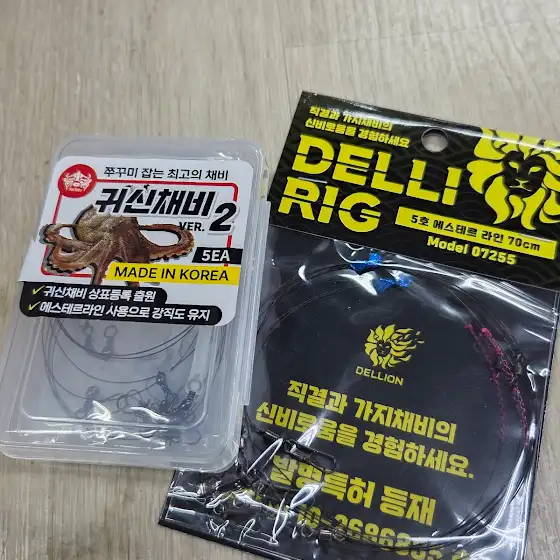 쭈꾸미 잡는 최고의 채비
귀신채비
VER. 2
5EA
MADE IN KOREA
✓ 귀신채비 상표등록 출원
✓ 에스테르라인 사용으로 강직도 유지
직결과 가지채비의
신비로움을 경험하세요
DELLI
RIG
5호 에스테르 라인 70cm
Model 07255
DELLION
직결과 가지채비의
신비로움을 경험하세요.
발명특허 등재